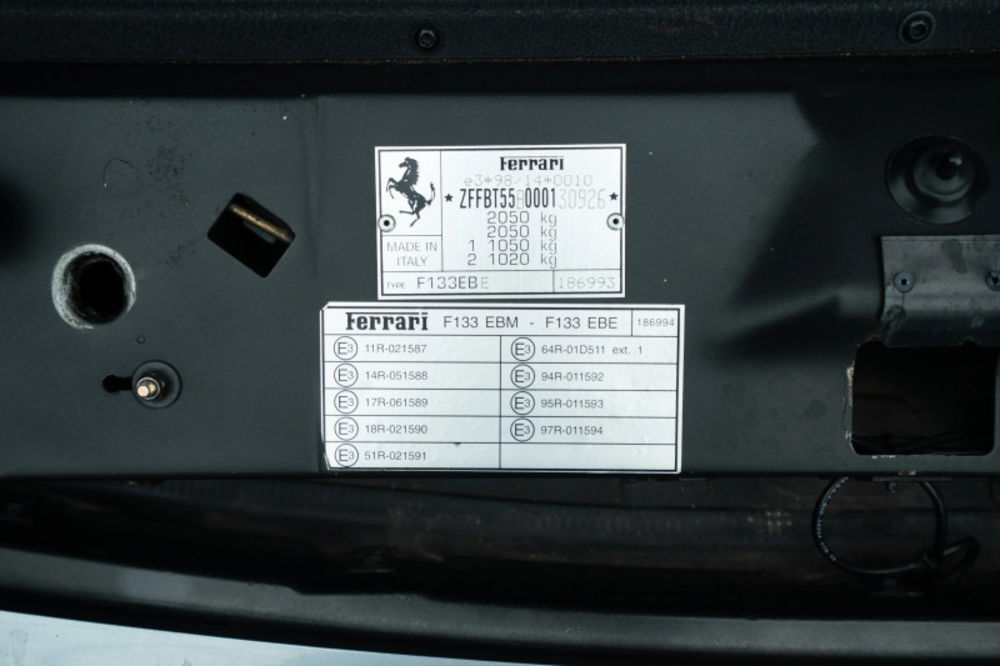 Ferrari
e3*98/14*0010
★ ZFFBT55B000130926 ★
2050 kg
2050 kg
1 1050 kg
2 1020 kg
MADE IN
ITALY
TYPE F133EBE
186993
Ferrari F133 EBM - F133 EBE 186994
E3 11R-021587
E3 14R-051588
E3 17R-061589
E3 18R-021590
E3 51R-021591
E3 64R-01D511 ext. 1
E3 94R-011592
E3 95R-011593
E3 97R-011594